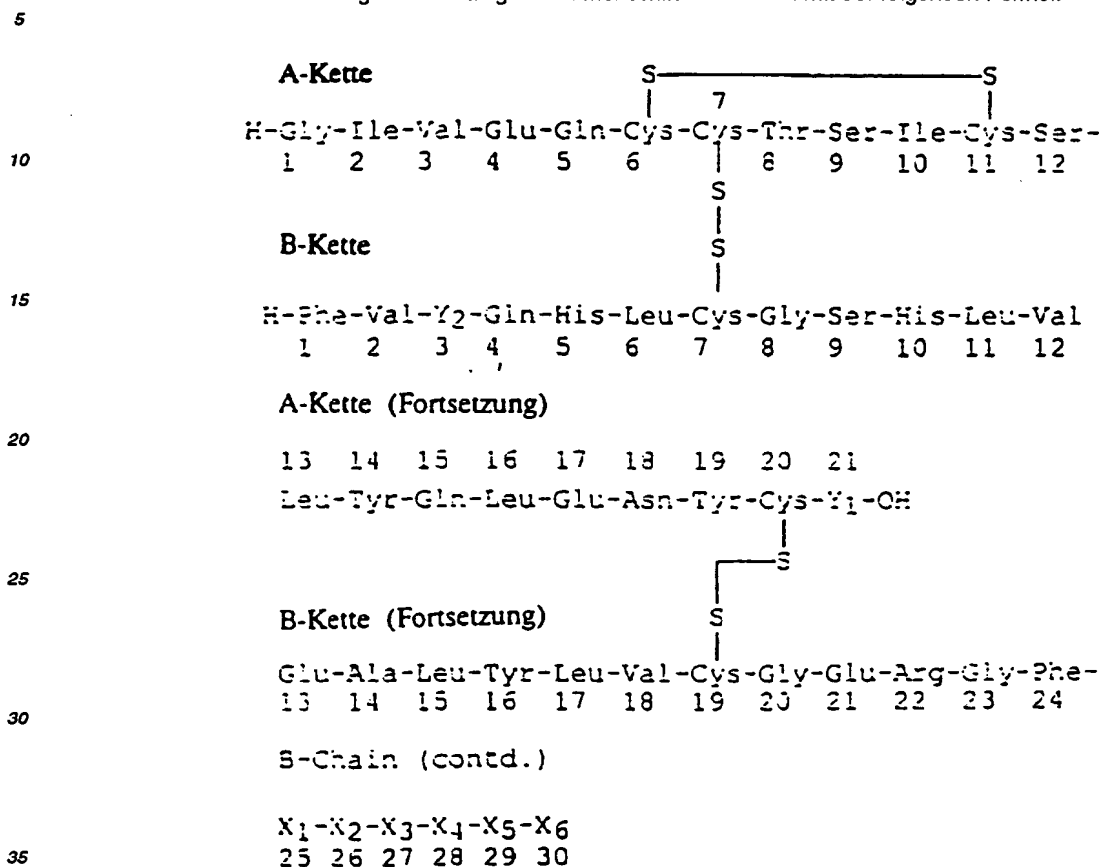 5
A-Kette S S
7
H-Gly-Ile-Val-Glu-Gln-Cys-Cys-Thr-Ser-Ile-Cys-Ser-
10 1 2 3 4 5 6 8 9 10 11 12
S
B-Kette S
15 H-Phe-Val-Y2-Gln-His-Leu-Cys-Gly-Ser-His-Leu-Val
1 2 3 4 5 6 7 8 9 10 11 12
A-Kette (Fortsetzung)
20 13 14 15 16 17 18 19 20 21
Leu-Tyr-Gln-Leu-Glu-Asn-Tyr-Cys-Y1-OH
S
25
B-Kette (Fortsetzung) S
Glu-Ala-Leu-Tyr-Leu-Val-Cys-Gly-Glu-Arg-Gly-Phe-
30 13 14 15 16 17 18 19 20 21 22 23 24
B-Chain (contd.)
X1-X2-X3-X4-X5-X6
35 25 26 27 28 29 30